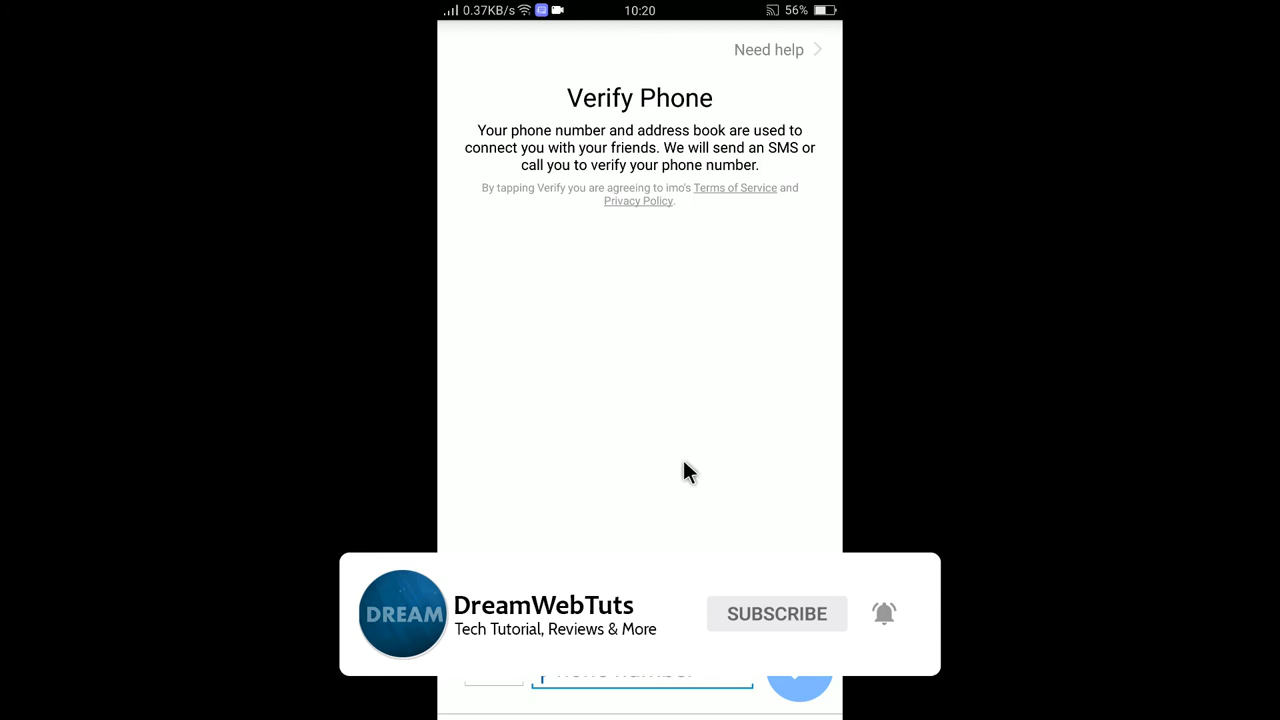 0.37KB/s 10:20 56%
Need help
Verify Phone
Your phone number and address book are used to
connect you with your friends. We will send an SMS or
call you to verify your phone number.
By tapping Verify you are agreeing to imo's Terms of Service and
Privacy Policy.
DREAM
DreamWebTuts
Tech Tutorial, Reviews & More
SUBSCRIBE